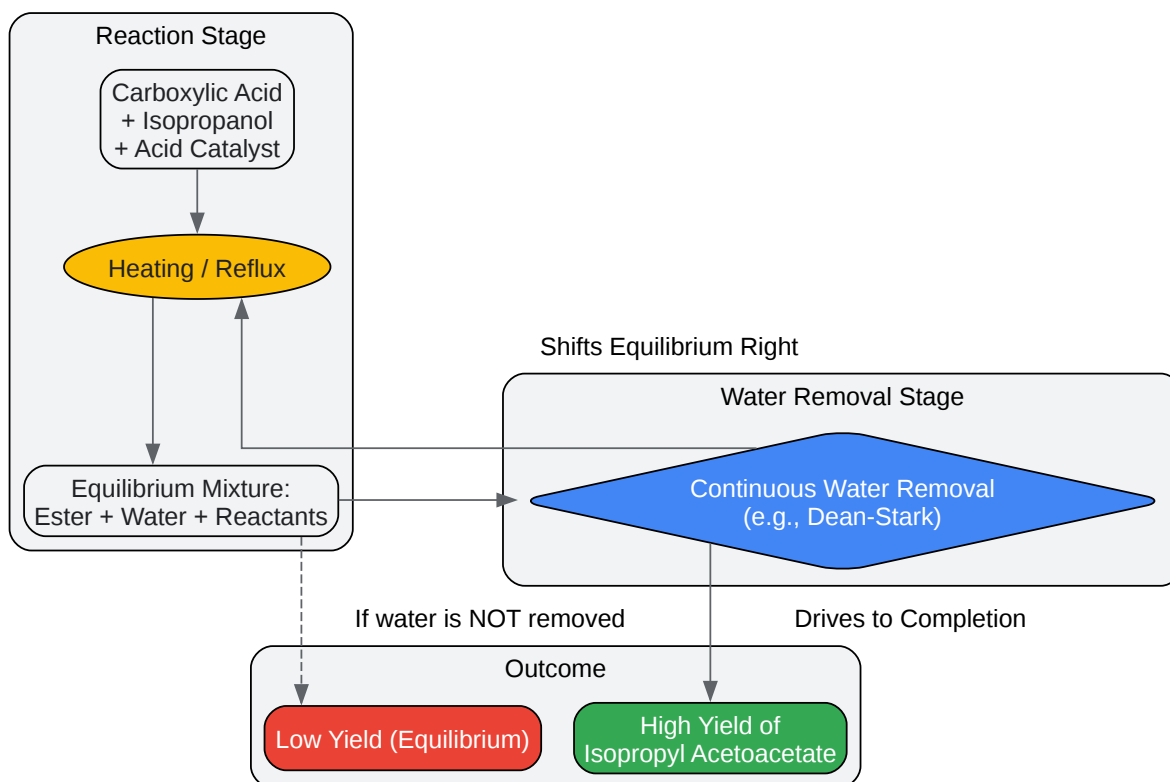 Reaction Stage
Carboxylic Acid
+ Isopropanol
+ Acid Catalyst
Heating / Reflux
Shifts Equilibrium Right
Water Removal Stage
Equilibrium Mixture:
Ester + Water + Reactants
Continuous Water Removal
(e.g., Dean-Stark)
If water is NOT removed
Drives to Completion
Outcome
Low Yield (Equilibrium)
High Yield of
Isopropyl Acetoacetate